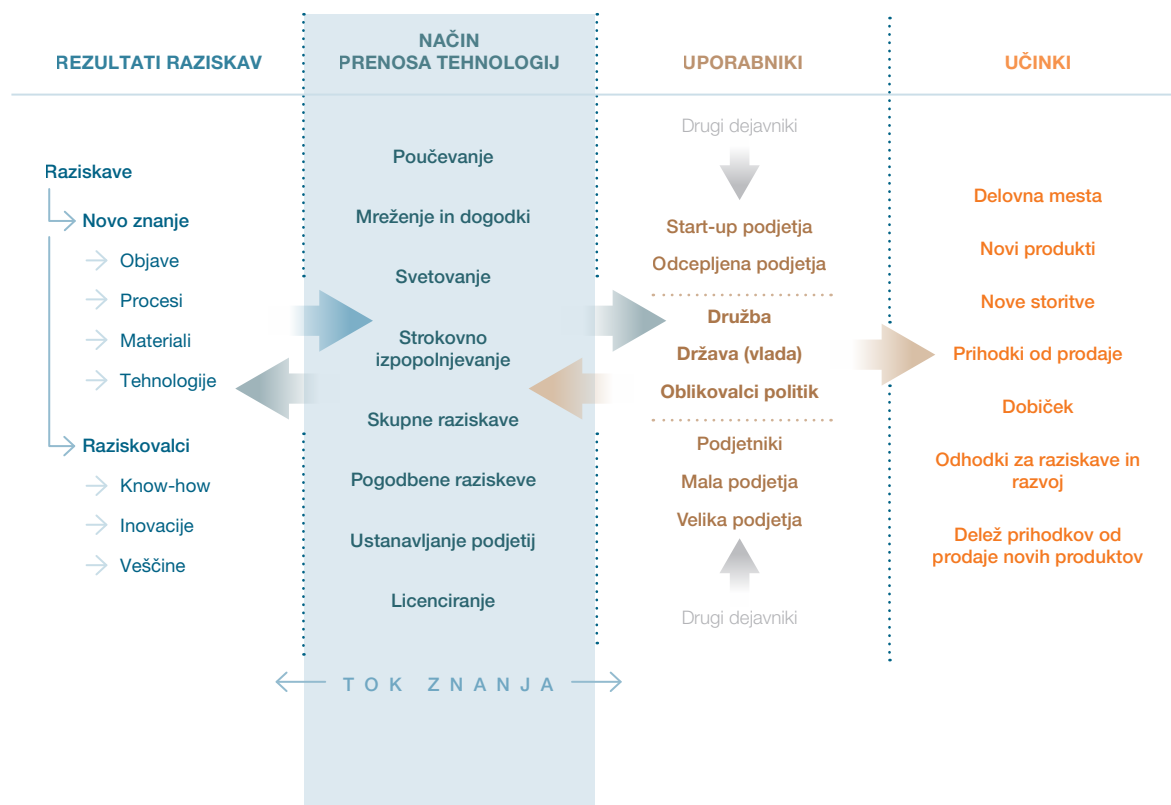 REZULTATI RAZISKAV
NAČIN
PRENOSA TEHNOLOGIJ
UPORABNIKI
UČINKI
Raziskave
Novo znanje
Objave
Procesi
Materiali
Tehnologije
Raziskovalci
Know-how
Inovacije
Veščine
Poučevanje
Mreženje in dogodki
Svetovanje
Strokovno
izpopolnjevanje
Skupne raziskave
Pogodbene raziskeve
Ustanavljanje podjetij
Licenciranje
TOK ZNANJA
Drugi dejavniki
Start-up podjetja
Odcepljena podjetja
Družba
Država (vlada)
Oblikovalci politik
Podjetniki
Mala podjetja
Velika podjetja
Drugi dejavniki
Delovna mesta
Novi produkti
Nove storitve
Prihodki od prodaje
Dobiček
Odhodki za raziskave in
razvoj
Delež prihodkov od
prodaje novih produktov